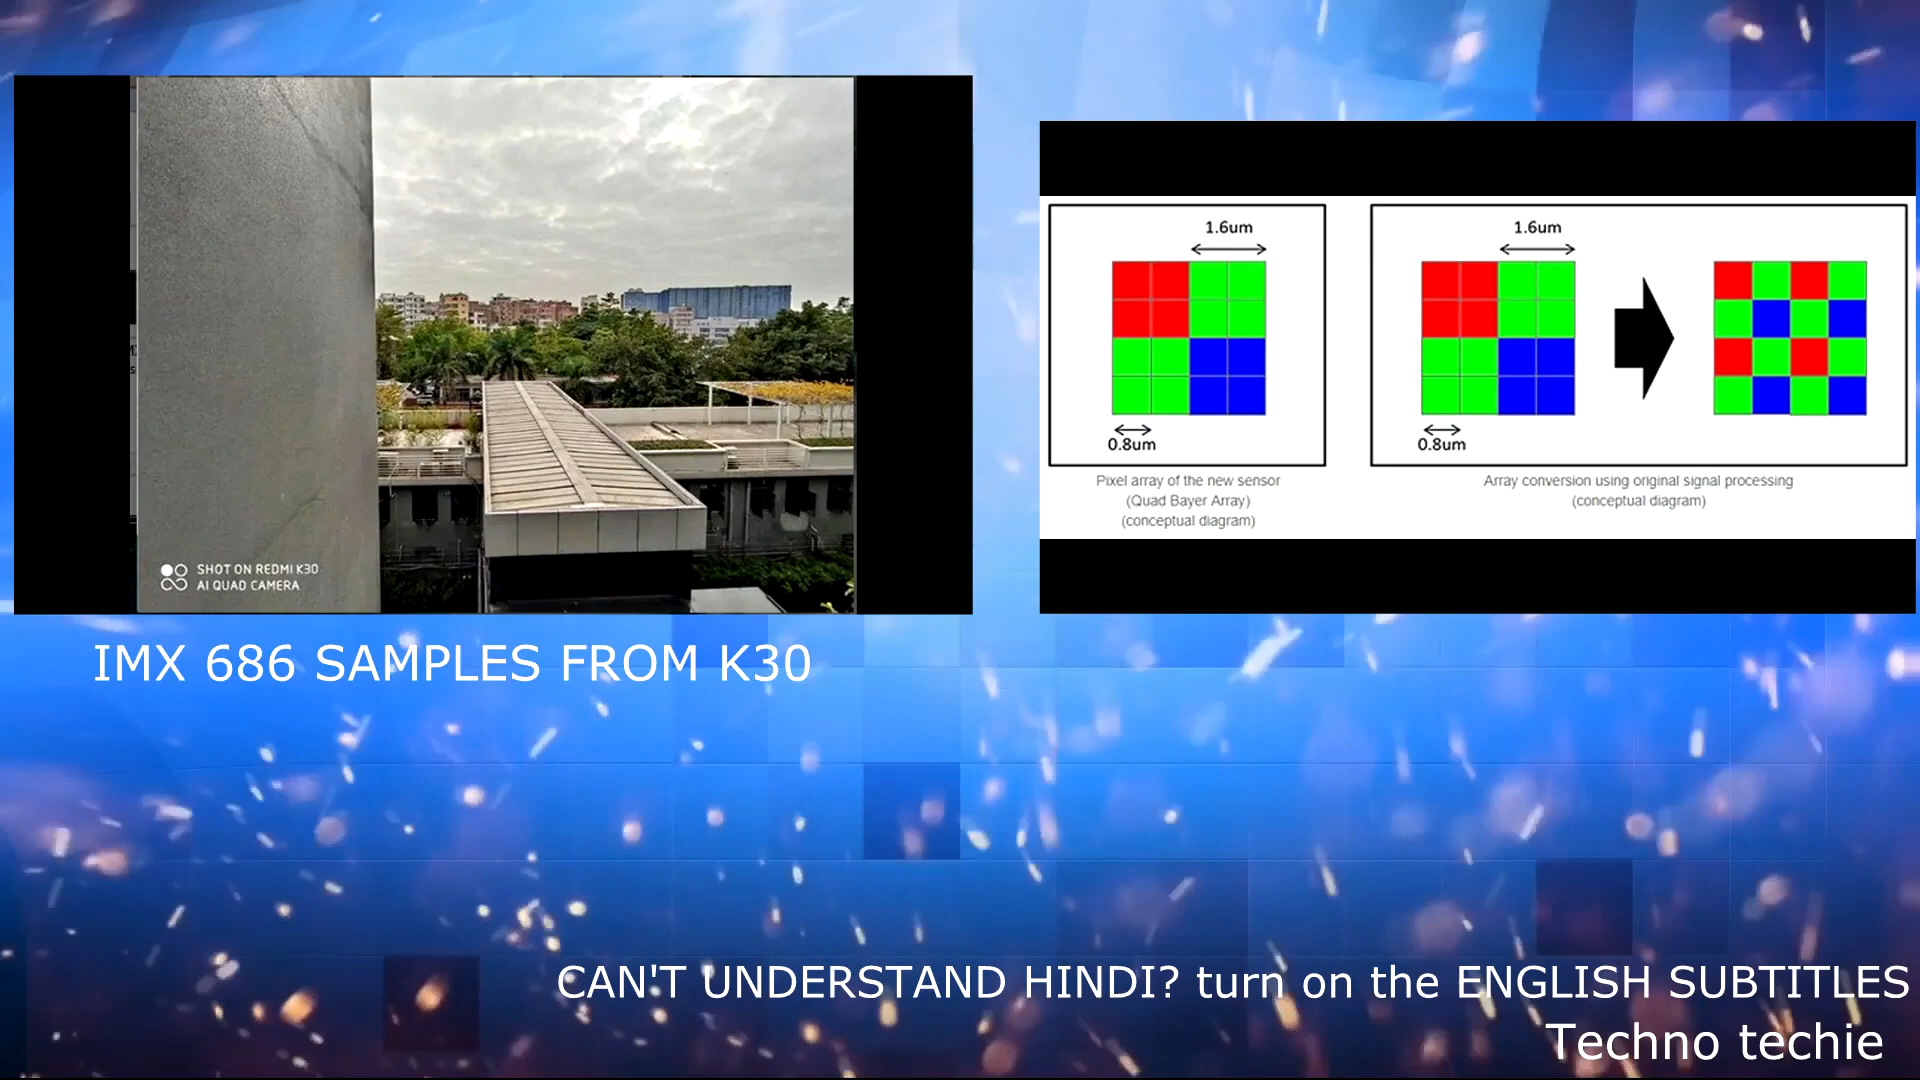 SHOT ON REDMI K30
AI QUAD CAMERA
IMX 686 SAMPLES FROM K30
1.6um
0.8um
Pixel array of the new sensor
(Quad Bayer Array)
(conceptual diagram)
1.6um
0.8um
Array conversion using original signal processing
(conceptual diagram)
CAN'T UNDERSTAND HINDI? turn on the ENGLISH SUBTITLES
Techno techie